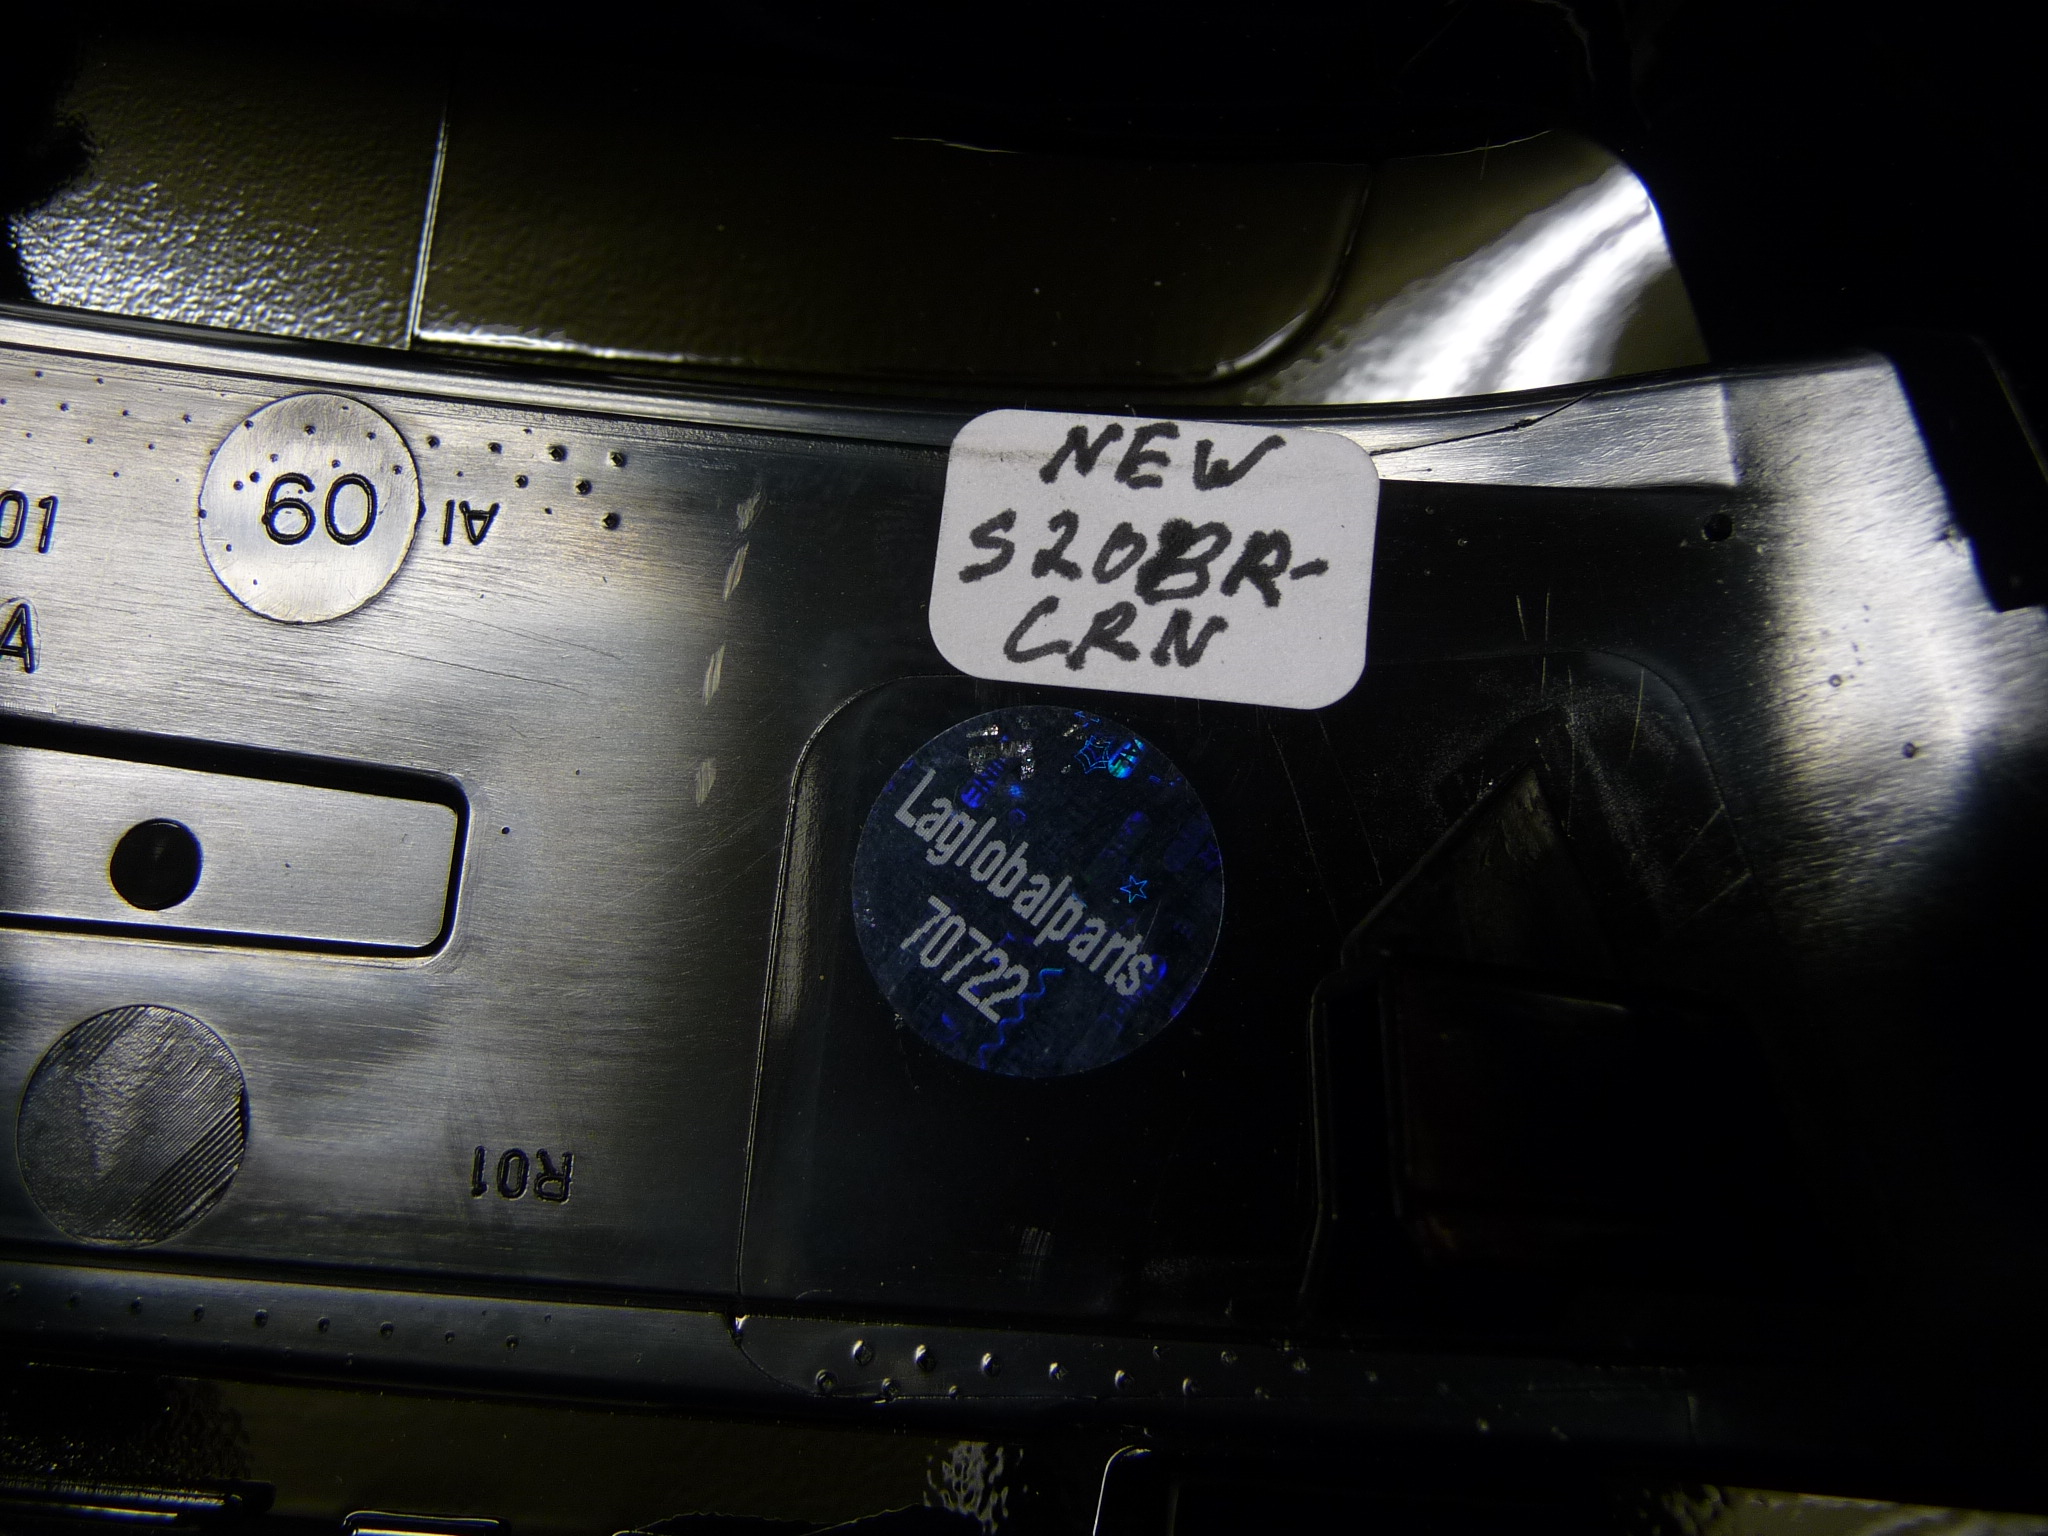 NEW
S20BR-
CRN
60
AI
01
A
Laglobalparts
70722
R01